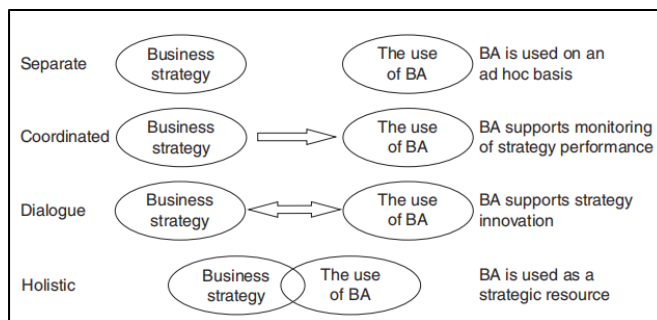 Separate
Business
strategy
The use
of BA
BA is used on an
ad hoc basis
Coordinated
Business
strategy
The use
of BA
BA supports monitoring
of strategy performance
Dialogue
Business
strategy
The use
of BA
BA supports strategy
innovation
Holistic
Business
strategy
The use
of BA
BA is used as a
strategic resource